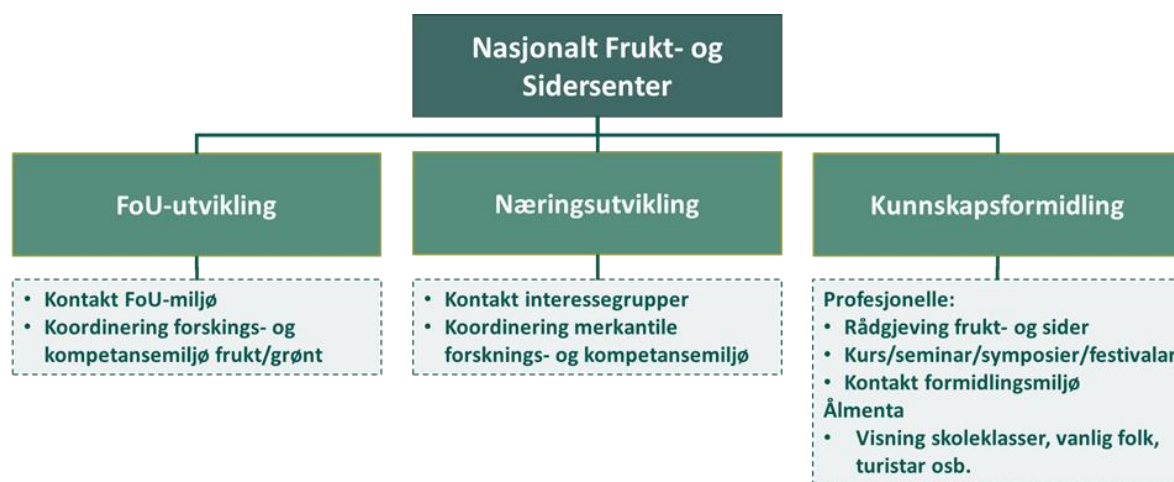 Nasjonalt Frukt- og
Sidersenter
FoU-utvikling
Næringsutvikling
Kunnskapsformidling
• Kontakt FoU-miljø
• Koordinering forskings- og
kompetansemiljø frukt/grønt
• Kontakt interessegrupper
• Koordinering merkantile
forsknings- og kompetansemiljø
Profesjonelle:
• Rådgjeving frukt- og sider
• Kurs/seminar/symposier/festivalar
• Kontakt formidlingsmiljø
Ålmenta
• Visning skoleklasser, vanlig folk,
turistar osb.